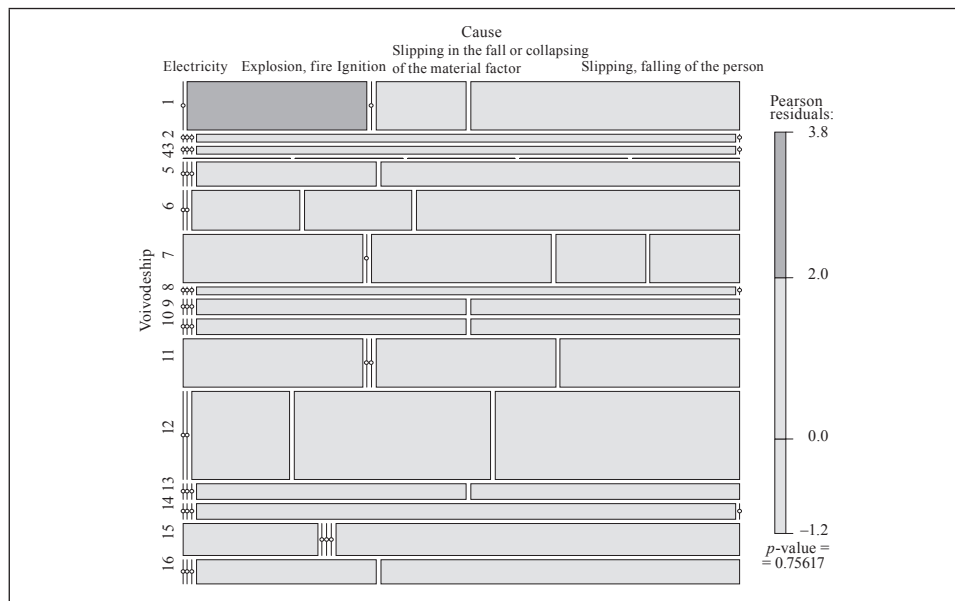 Cause
Slipping in the fall or collapsing
Electricity Explosion, fire Ignition of the material factor Slipping, falling of the person
Pearson
residuals:
Voivodeship
1
2
43
5
6
7
8
9
10
11
12
13
14
15
16
3.8
2.0
0.0
−1.2
p-value =
= 0.75617